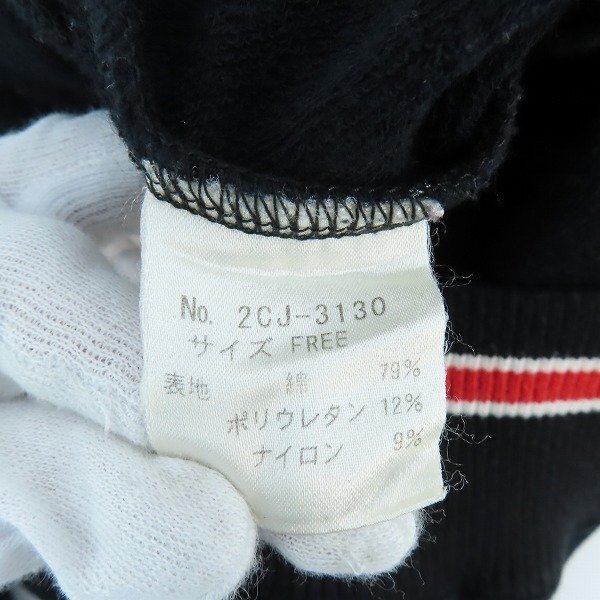 No. 2CJ-3130
サイズ FREE
表地 綿 79%
ポリウレタン 12%
ナイロン 9%